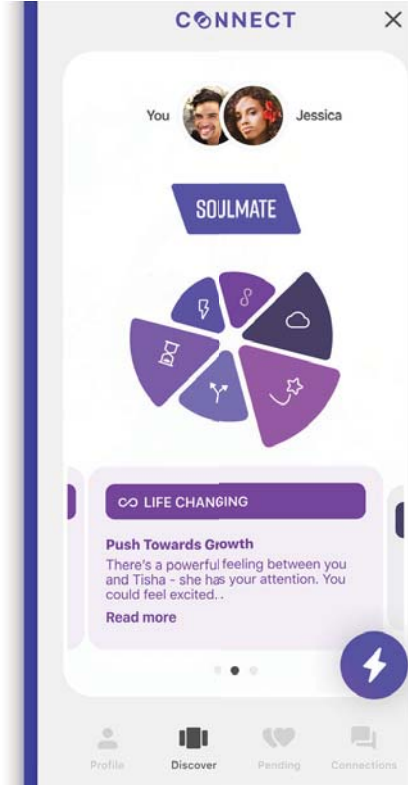 CONNECT
You
Jessica
SOULMATE
LIFE CHANGING
Push Towards Growth
There's a powerful feeling between you
and Tisha - she has your attention. You
could feel excited. .
Read more
Profile
Discover
Pending
Connections